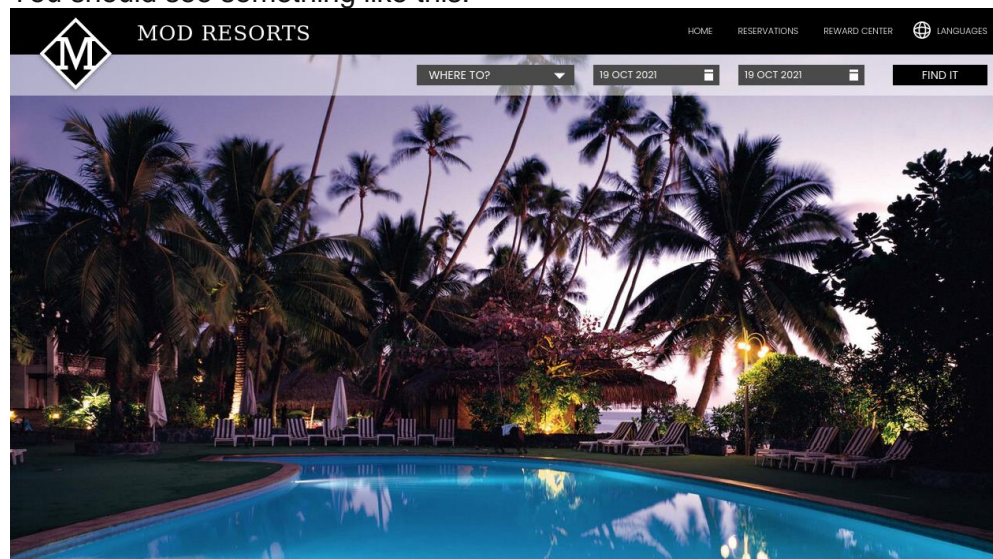 You should see something like this.
M
MOD RESORTS
HOME
RESERVATIONS
REWARD CENTER
LANGUAGES
WHERE TO?
19 OCT 2021
19 OCT 2021
FIND IT